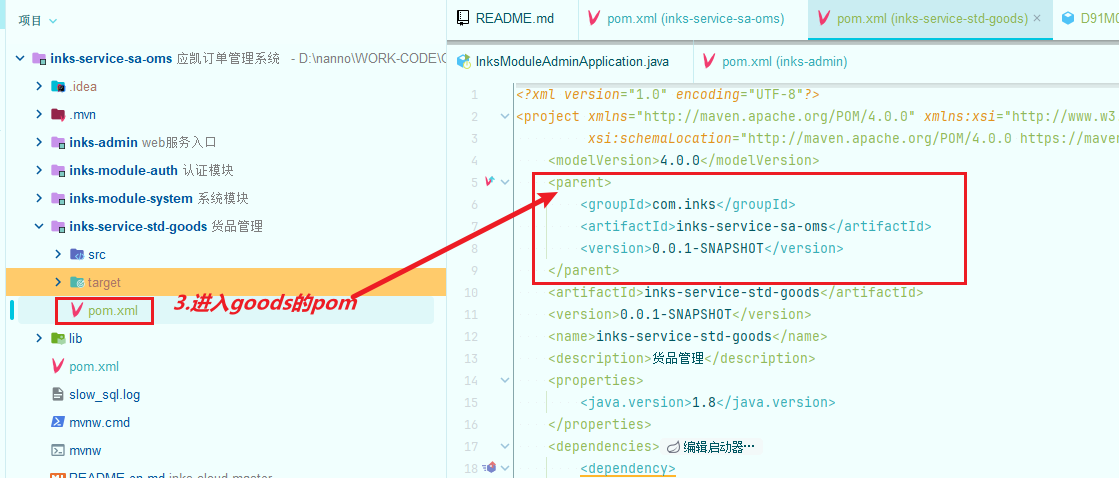 项目
README.md
pom.xml (inks-service-sa-oms)
pom.xml (inks-service-std-goods)
InksModuleAdminApplication.java
pom.xml (inks-admin)
inks-service-sa-oms 应凯订单管理系统 - D:\nanno\WORK-CODE\
.idea
.mvn
inks-admin web服务入口
inks-module-auth 认证模块
inks-module-system 系统模块
inks-service-std-goods 货品管理
src
target
pom.xml
3.进入goods的pom
lib
pom.xml
slow_sql.log
mvnw.cmd
mvnw
README.en.md inks-cloud-master
1 <?xml version="1.0" encoding="UTF-8"?>
2 <project xmlns="http://maven.apache.org/POM/4.0.0" xmlns:xsi="http://www.w3
3 xsi:schemaLocation="http://maven.apache.org/POM/4.0.0 https://maven
4 <modelVersion>4.0.0</modelVersion>
5 <parent>
6 <groupId>com.inks</groupId>
7 <artifactId>inks-service-sa-oms</artifactId>
8 <version>0.0.1-SNAPSHOT</version>
9 </parent>
10 <artifactId>inks-service-std-goods</artifactId>
11 <version>0.0.1-SNAPSHOT</version>
12 <name>inks-service-std-goods</name>
13 <description>货品管理</description>
14 <properties>
15 <java.version>1.8</java.version>
16 </properties>
17 <dependencies> 编辑启动器…
18 <dependency>